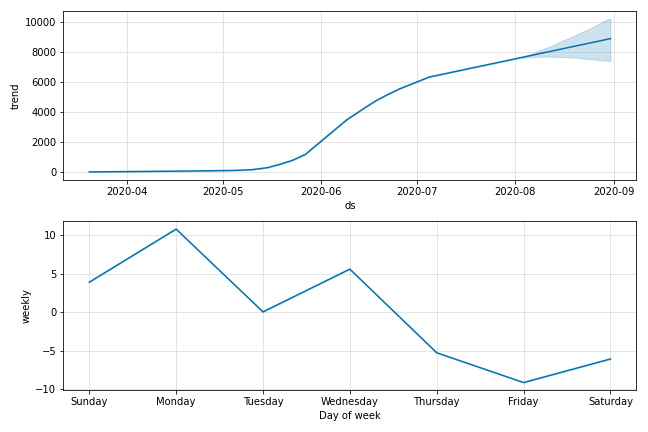 10000
8000
6000
4000
2000
0
trend
2020-04 2020-05 2020-06 2020-07 2020-08 2020-09
ds
10
5
0
−5
−10
weekly
Sunday Monday Tuesday Wednesday Thursday Friday Saturday
Day of week